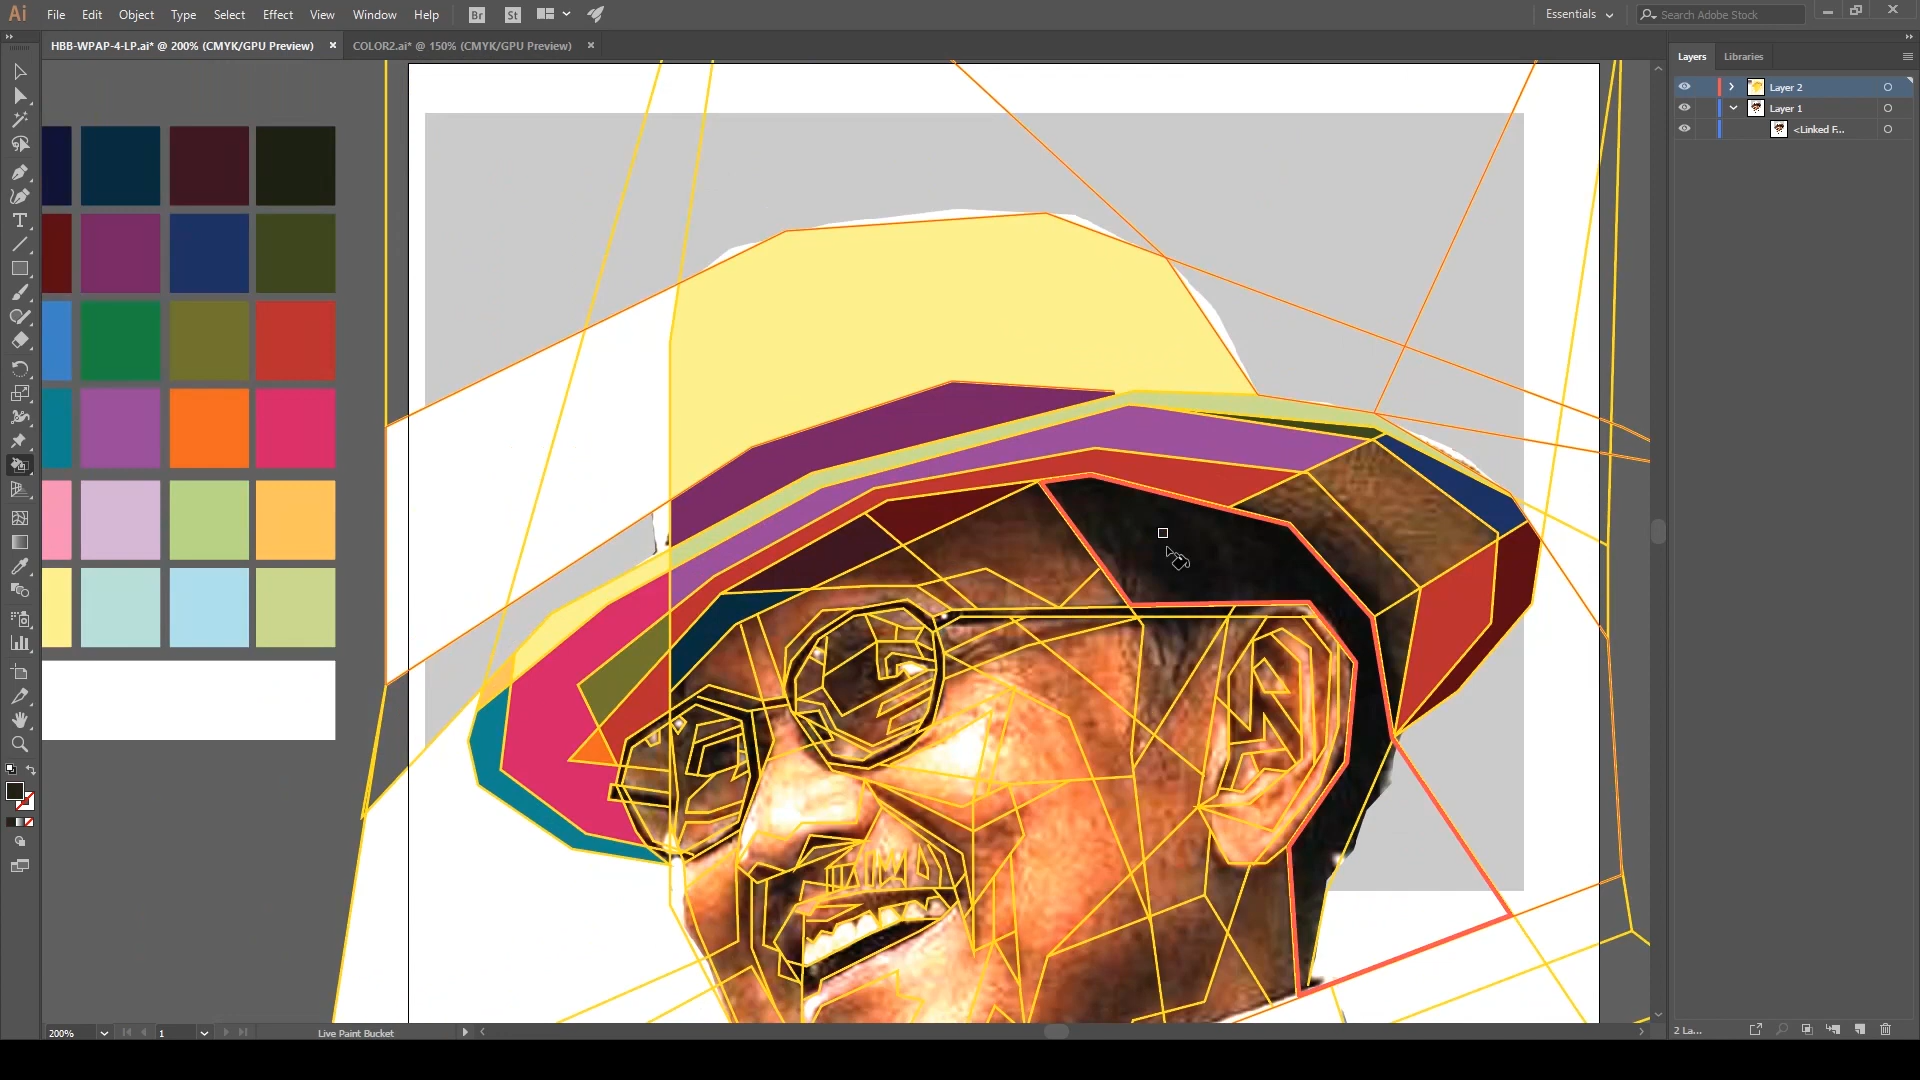 Ai File Edit Object Type Select Effect View Window Help Br St Essentials Search Adobe Stock
HBB-WPAP-4-LP.ai* @ 200% (CMYK/GPU Preview) × COLOR2.ai* @ 150% (CMYK/GPU Preview) ×
Layers Libraries
Layer 2
Layer 1
<Linked F...
200% 1 Live Paint Bucket
2 La...